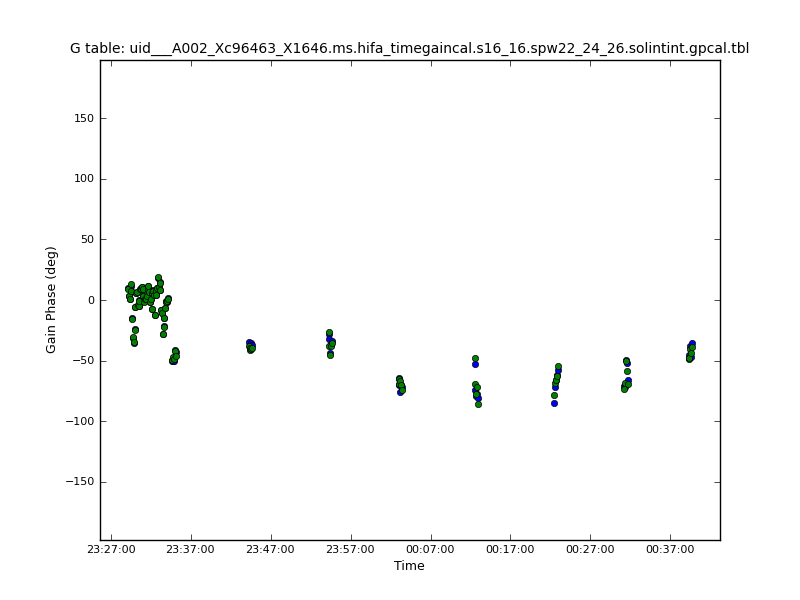 G table: uid___A002_Xc96463_X1646.ms.hifa_timegaincal.s16_16.spw22_24_26.solintint.gpcal.tbl
150
100
50
0
−50
−100
−150
Gain Phase (deg)
23:27:00 23:37:00 23:47:00 23:57:00 00:07:00 00:17:00 00:27:00 00:37:00
Time